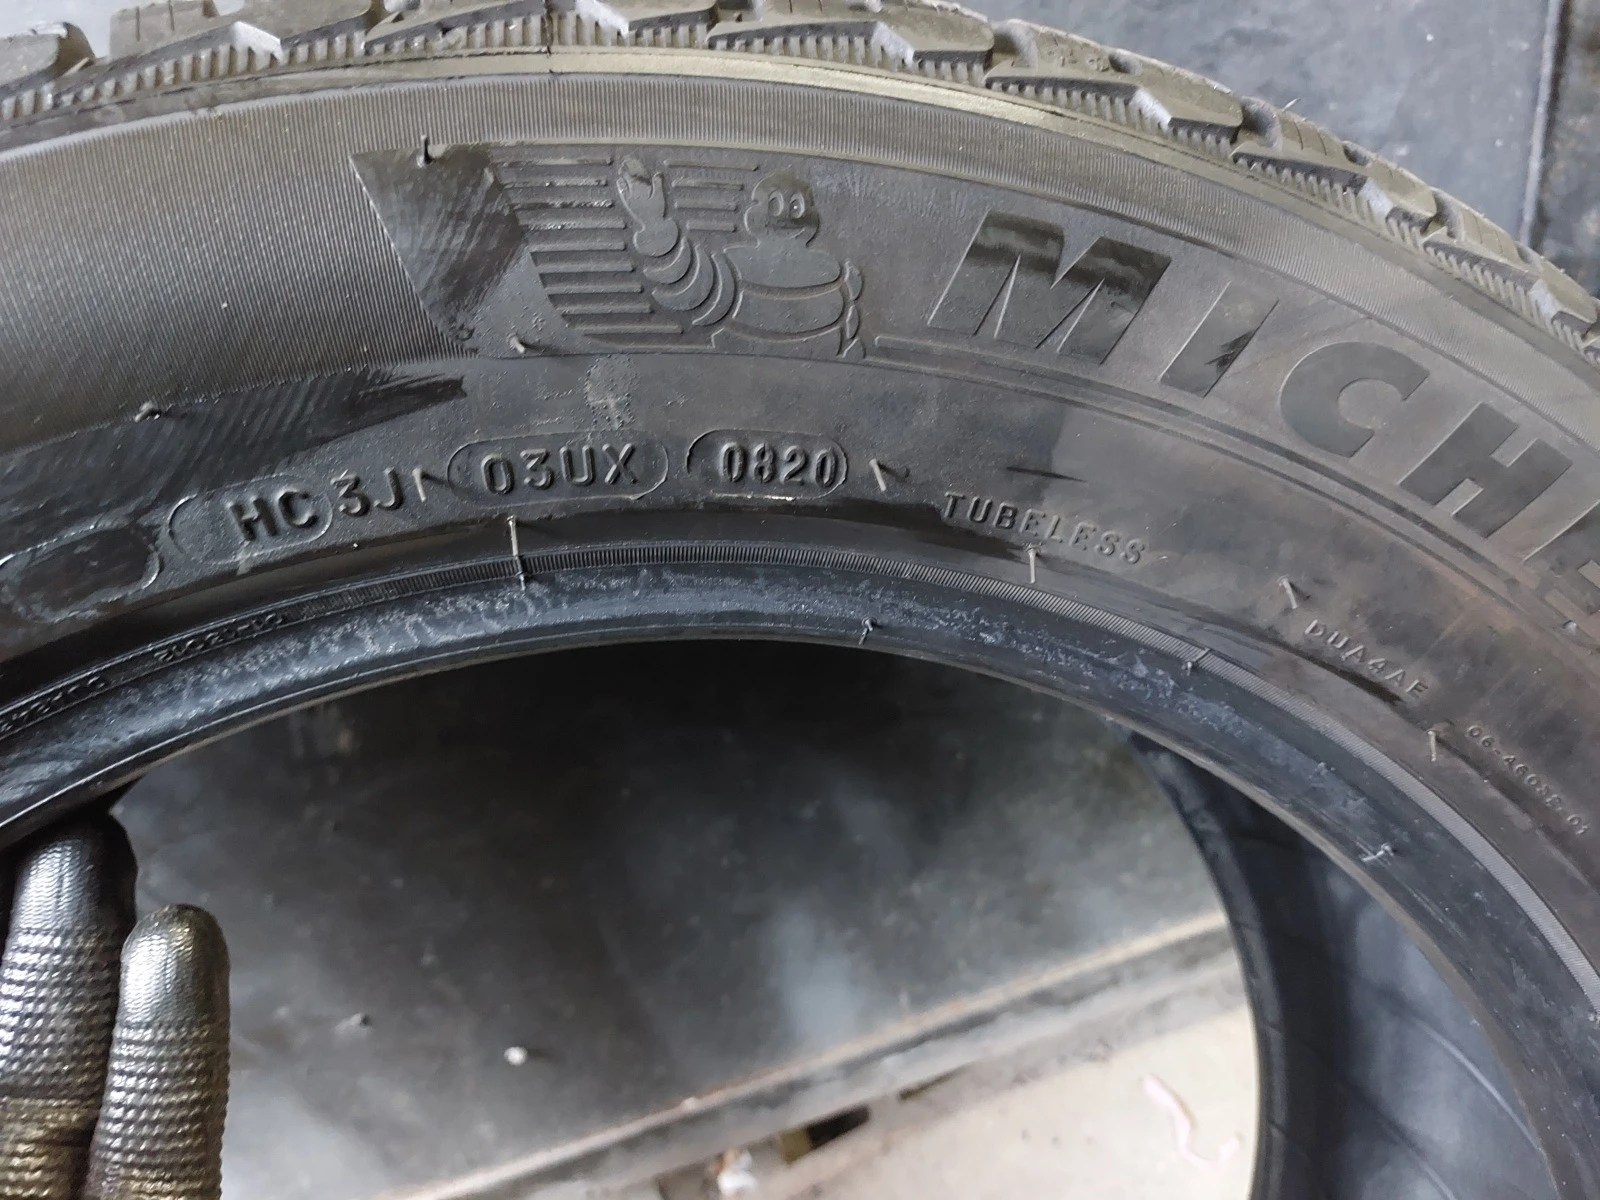 MICH
HC 3J 03UX 0820
TUBELESS
DUA4AE